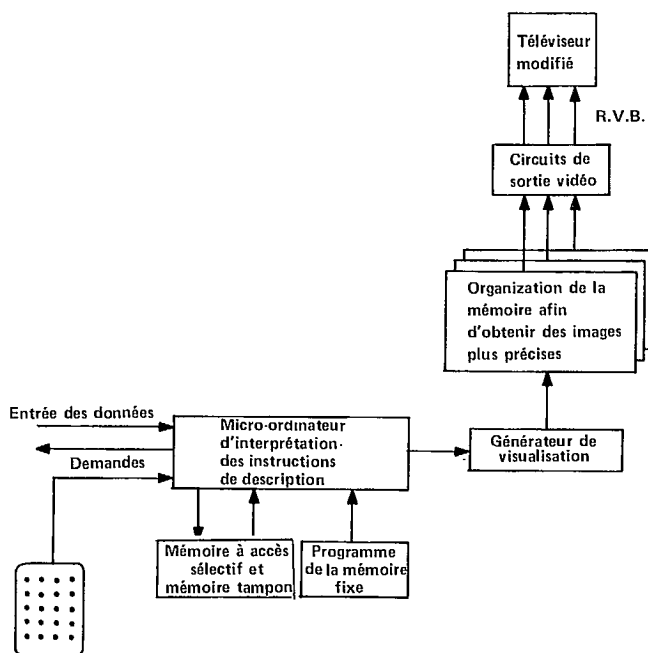 Téléviseur
modifié
R.V.B.
Circuits de
sortie vidéo
Organization de la
mémoire afin
d'obtenir des images
plus précises
Entrée des données
Demandes
Micro-ordinateur
d'interprétation·
des instructions
de description
Générateur de
visualisation
Mémoire à accès
sélectif et
mémoire tampon
Programme
de la mémoire
fixe